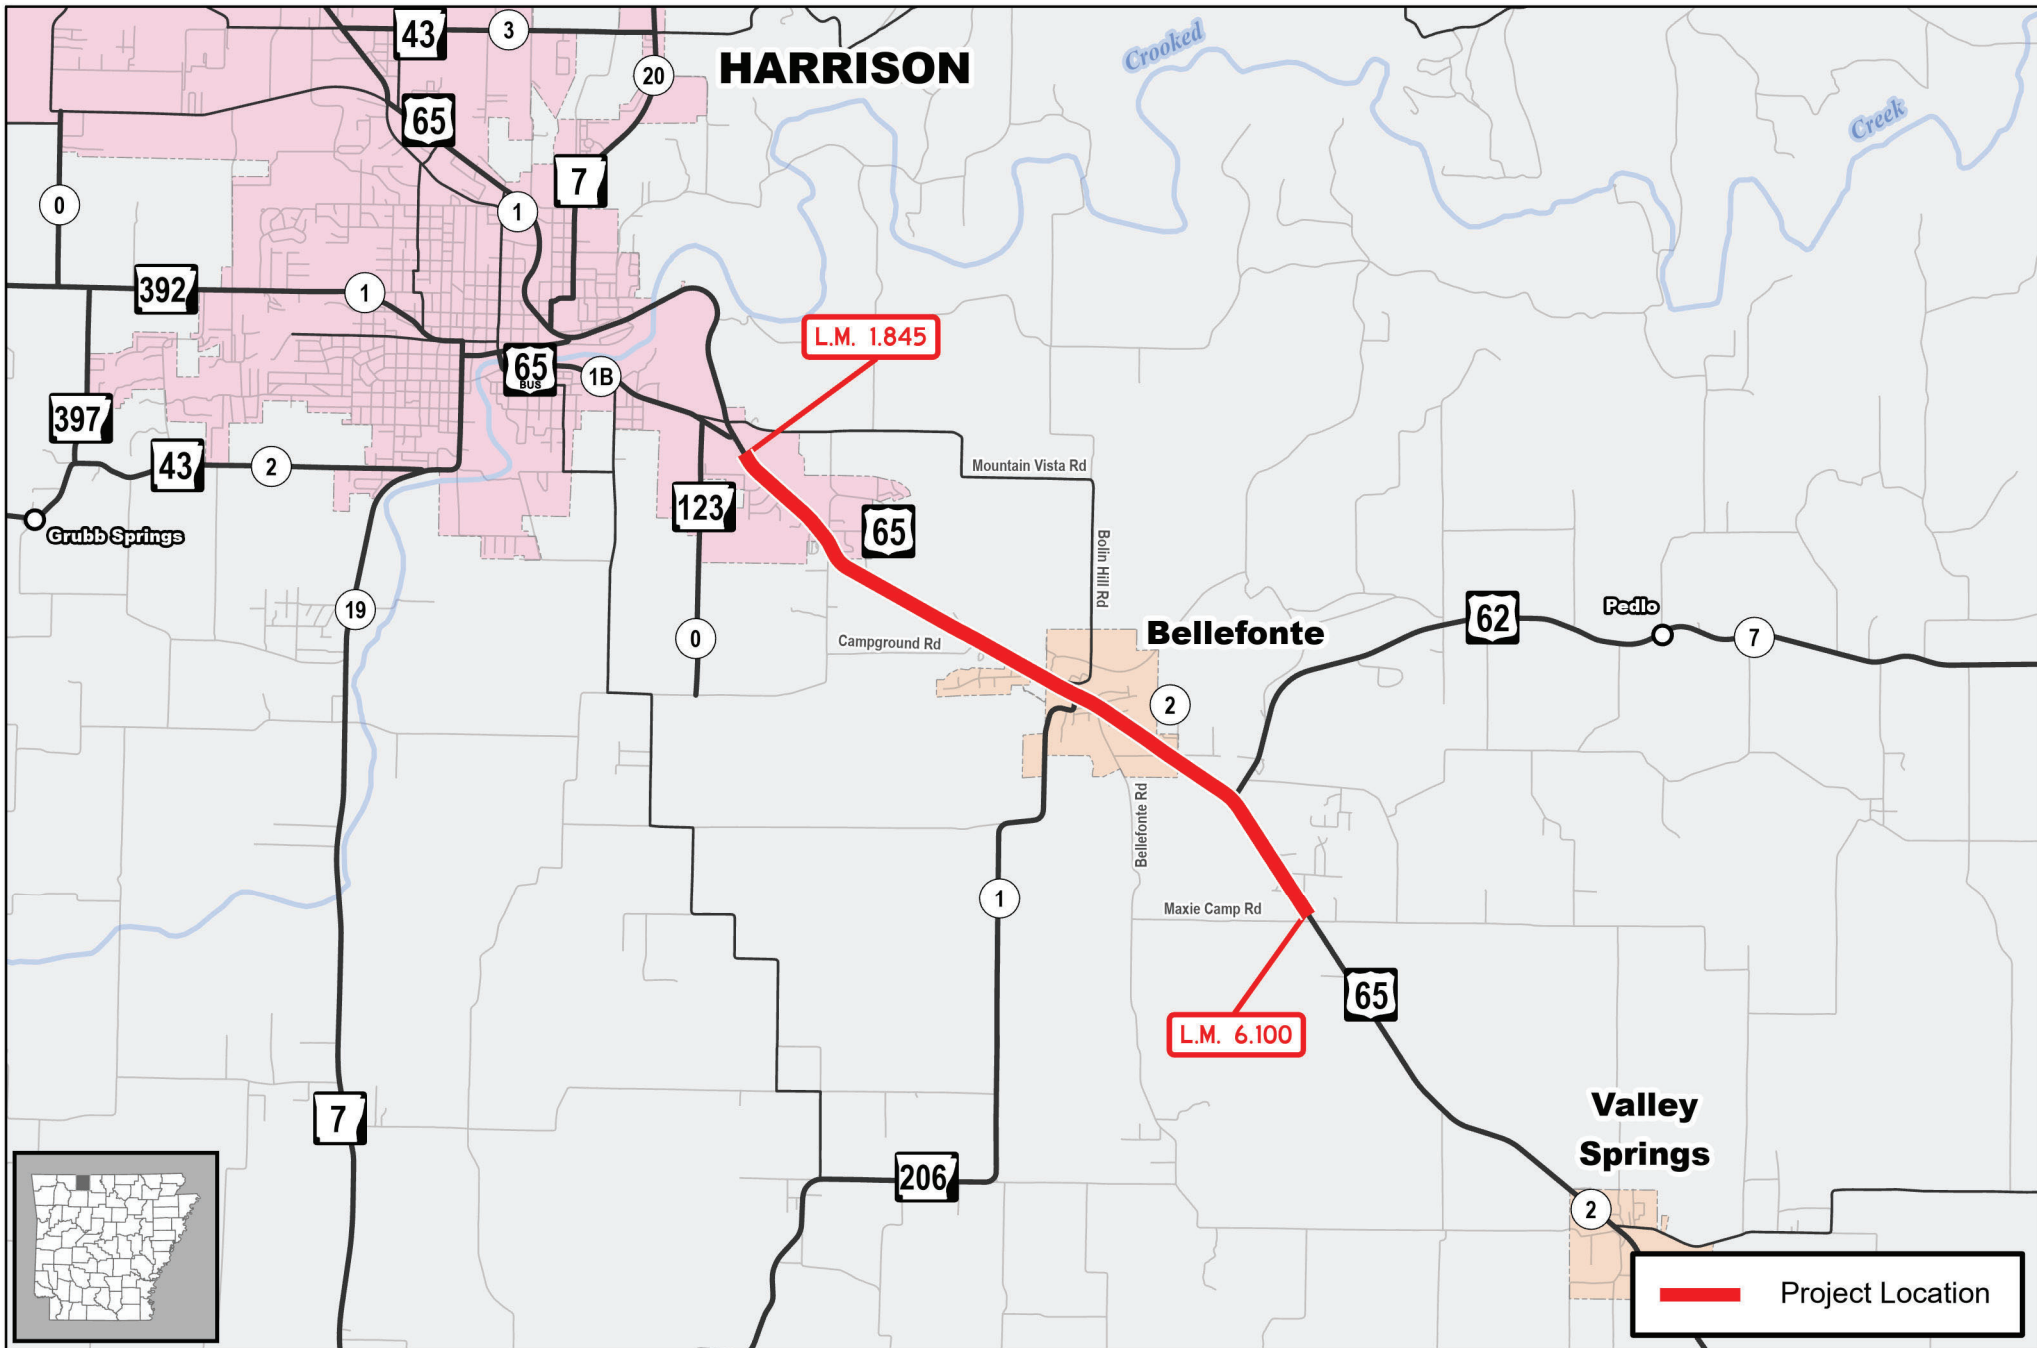 43
3
HARRISON
Crooked
20
65
Creek
7
1
0
392
1
L.M. 1.845
65
BUS
1B
397
43
2
Mountain Vista Rd
123
65
Grubb Springs
Bolin Hill Rd
19
62
Pedlo
7
0
Campground Rd
Bellefonte
2
Bellefonte Rd
1
Maxie Camp Rd
65
L.M. 6.100
7
Valley
Springs
206
2
Project Location